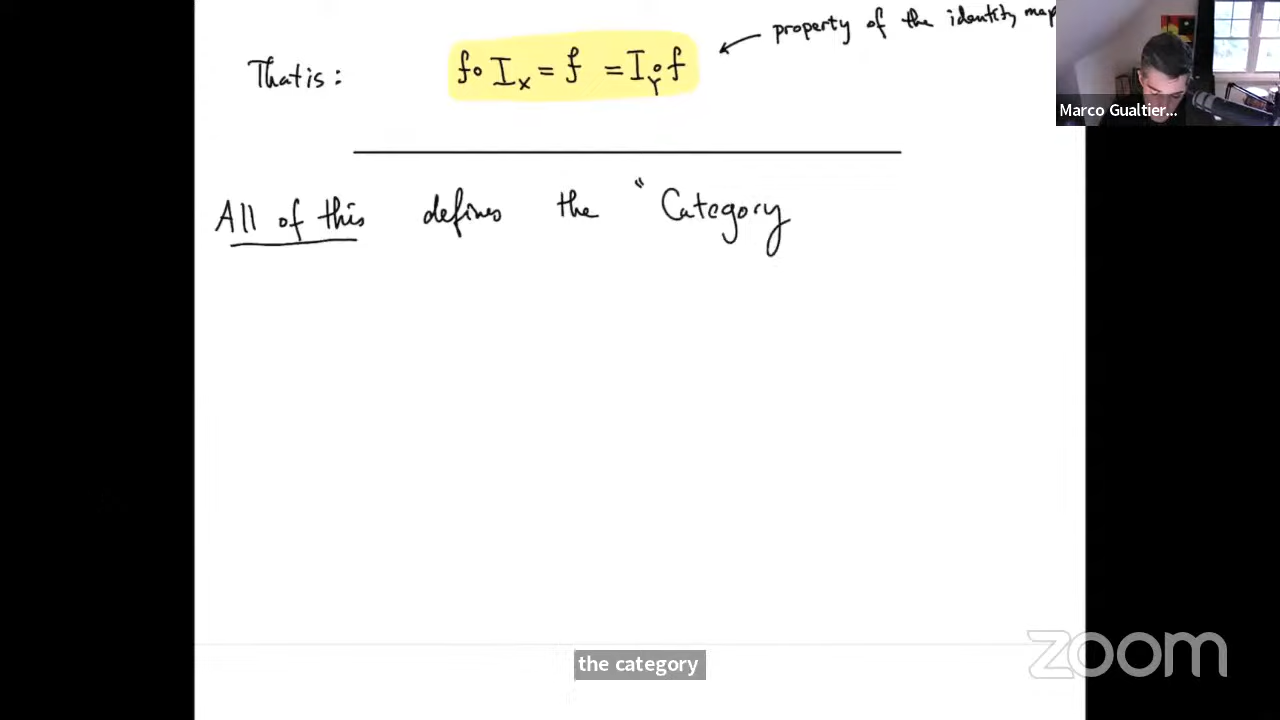 property of the identity map
That is : f∘I_X = f = I_Y∘f
Marco Gualtier...
All of this defines the "Category
the category
zoom